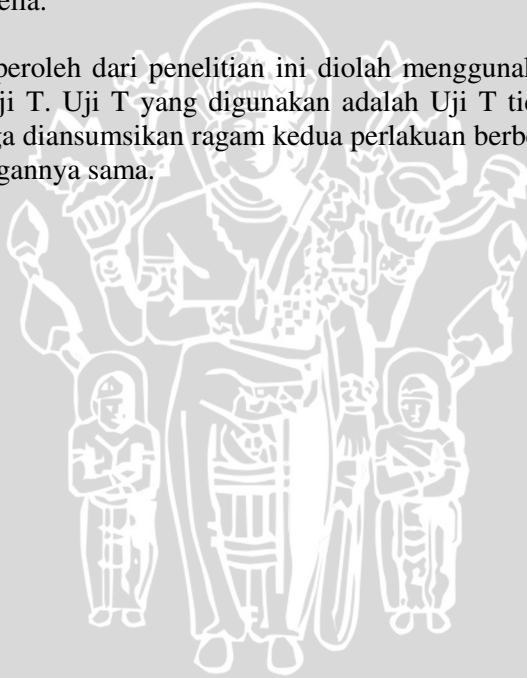 peroleh dari penelitian ini diolah menggunal
ji T. Uji T yang digunakan adalah Uji T tid
ga diansumsikan ragam kedua perlakuan berbe
gannya sama.